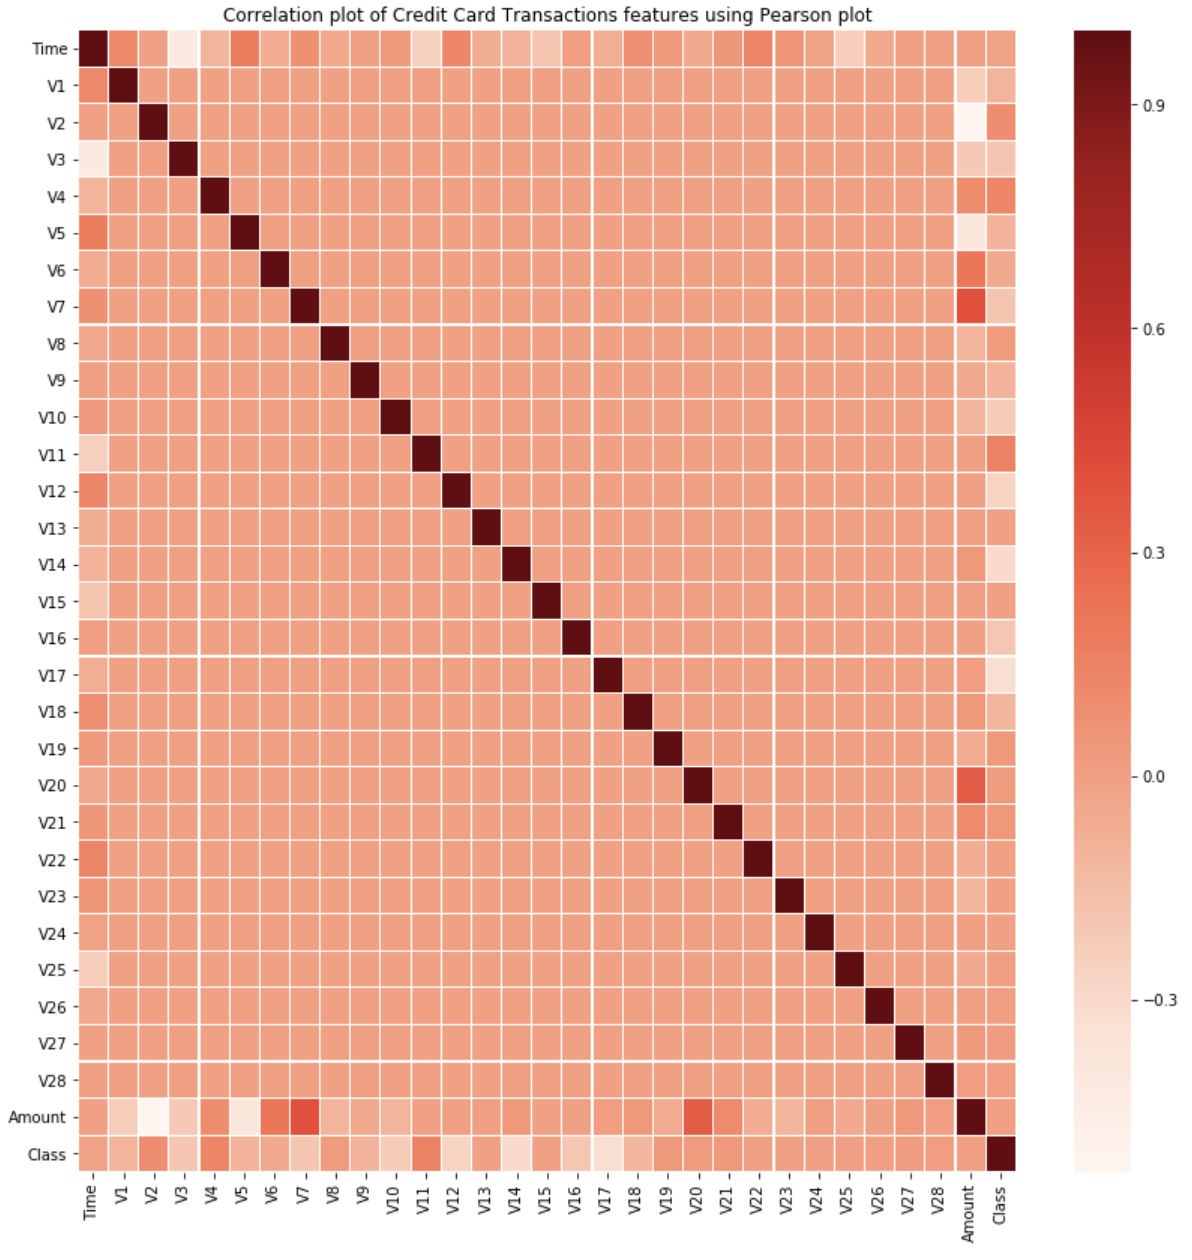 Correlation plot of Credit Card Transactions features using Pearson plot
Time
V1
V2
V3
V4
V5
V6
V7
V8
V9
V10
V11
V12
V13
V14
V15
V16
V17
V18
V19
V20
V21
V22
V23
V24
V25
V26
V27
V28
Amount
Class
Time V1 V2 V3 V4 V5 V6 V7 V8 V9 V10 V11 V12 V13 V14 V15 V16 V17 V18 V19 V20 V21 V22 V23 V24 V25 V26 V27 V28 Amount Class
0.9
0.6
0.3
0.0
−0.3